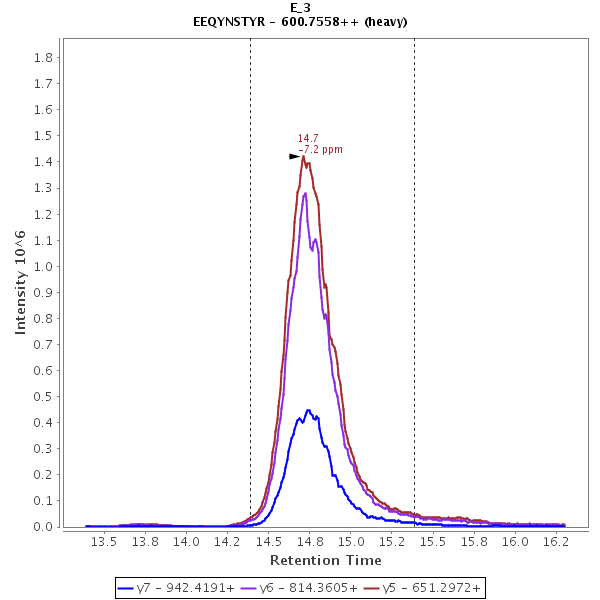 E_3
EEQYNSTYR - 600.7558++ (heavy)
Intensity 10^6
1.8
1.7
1.6
1.5
1.4
1.3
1.2
1.1
1.0
0.9
0.8
0.7
0.6
0.5
0.4
0.3
0.2
0.1
0.0
14.7
-7.2 ppm
13.5 13.8 14.0 14.2 14.5 14.8 15.0 15.2 15.5 15.8 16.0 16.2
Retention Time
y7 - 942.4191+ y6 - 814.3605+ y5 - 651.2972+